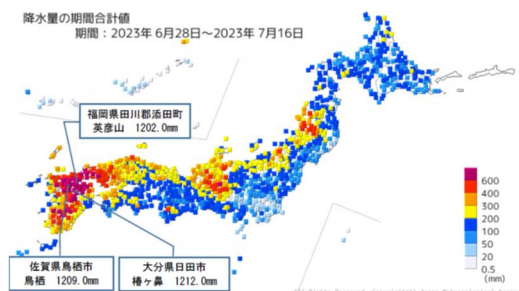 降水量の期間合計値
期間：2023年 6月28日～2023年 7月16日
福岡県田川郡添田町
英彦山 1202.0mm
600
400
300
200
100
50
20
0.5
(mm)
佐賀県鳥栖市
鳥栖 1209.0mm
大分県日田市
椿ヶ鼻 1212.0mm